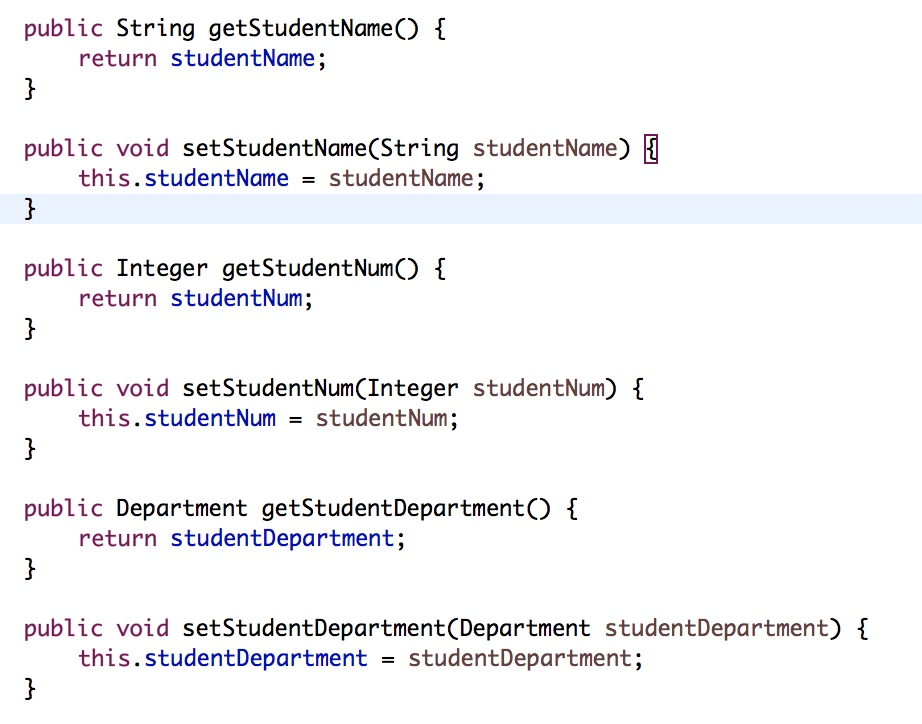 public String getStudentName() {
    return studentName;
}

public void setStudentName(String studentName) {
    this.studentName = studentName;
}

public Integer getStudentNum() {
    return studentNum;
}

public void setStudentNum(Integer studentNum) {
    this.studentNum = studentNum;
}

public Department getStudentDepartment() {
    return studentDepartment;
}

public void setStudentDepartment(Department studentDepartment) {
    this.studentDepartment = studentDepartment;
}